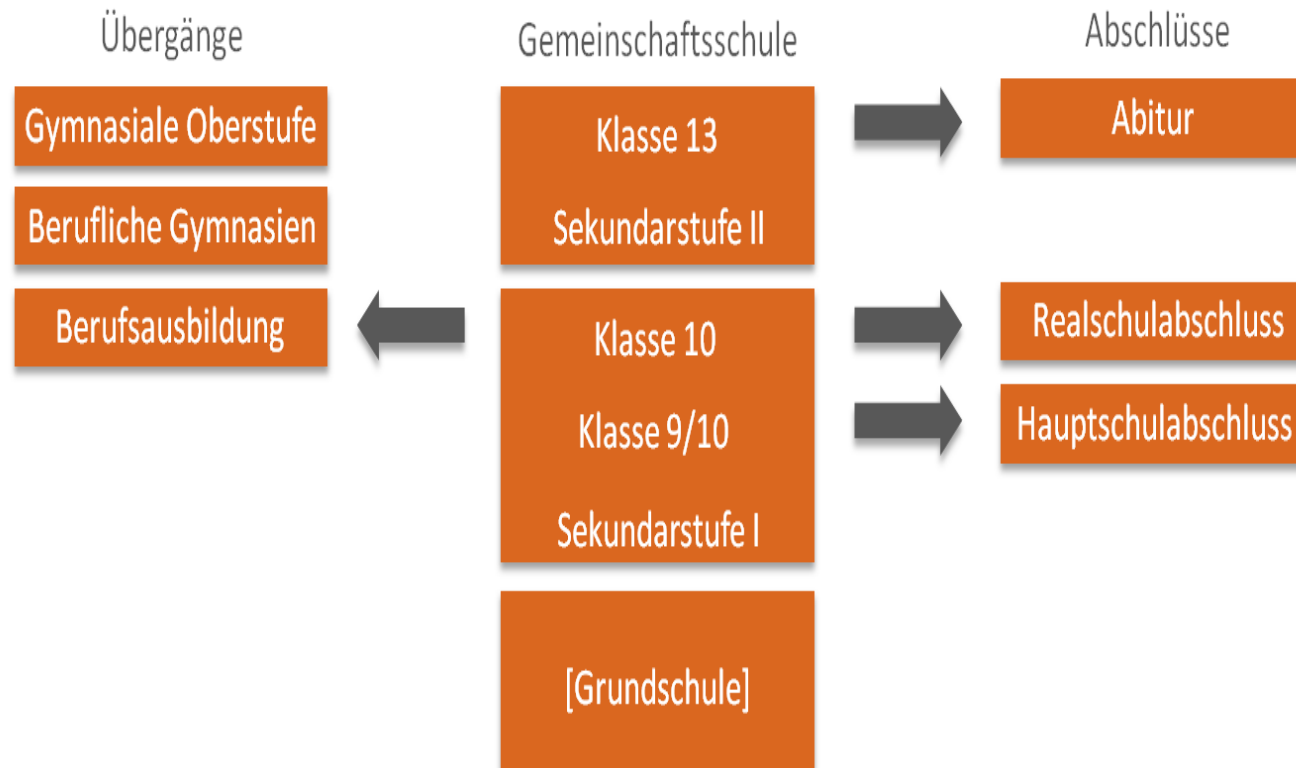 Übergänge
Gemeinschaftsschule
Abschlüsse
Gymnasiale Oberstufe
Berufliche Gymnasien
Berufsausbildung
Klasse 13
Sekundarstufe II
Klasse 10
Klasse 9/10
Sekundarstufe I
[Grundschule]
Abitur
Realschulabschluss
Hauptschulabschluss